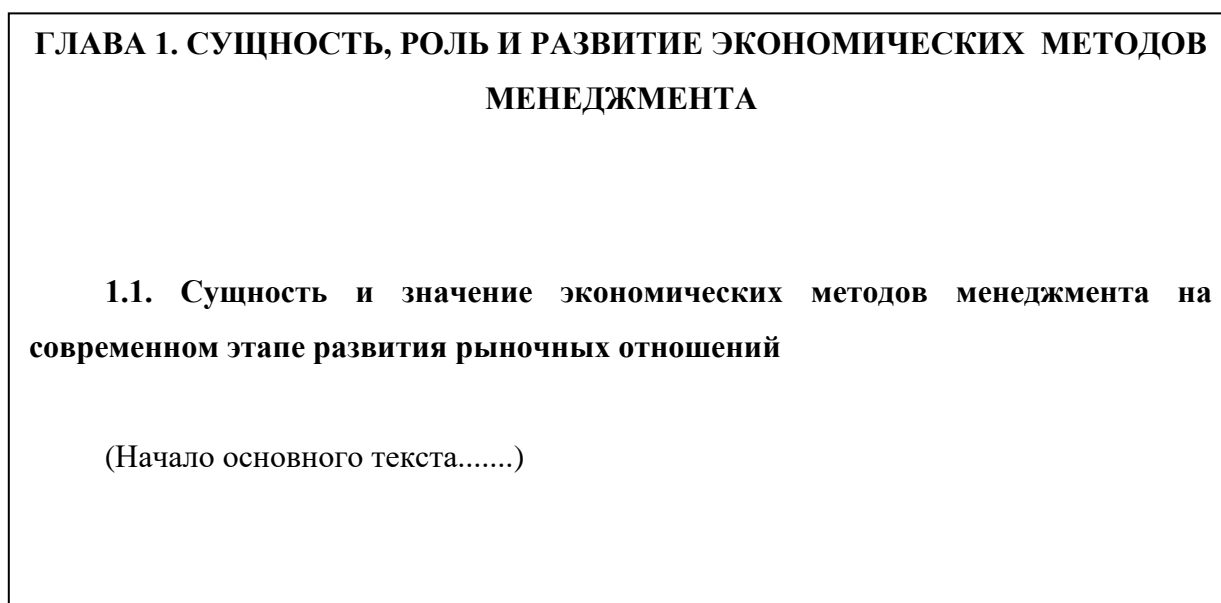 ГЛАВА 1. СУЩНОСТЬ, РОЛЬ И РАЗВИТИЕ ЭКОНОМИЧЕСКИХ МЕТОДОВ
МЕНЕДЖМЕНТА
1.1. Сущность и значение экономических методов менеджмента на
современном этапе развития рыночных отношений
(Начало основного текста.......)